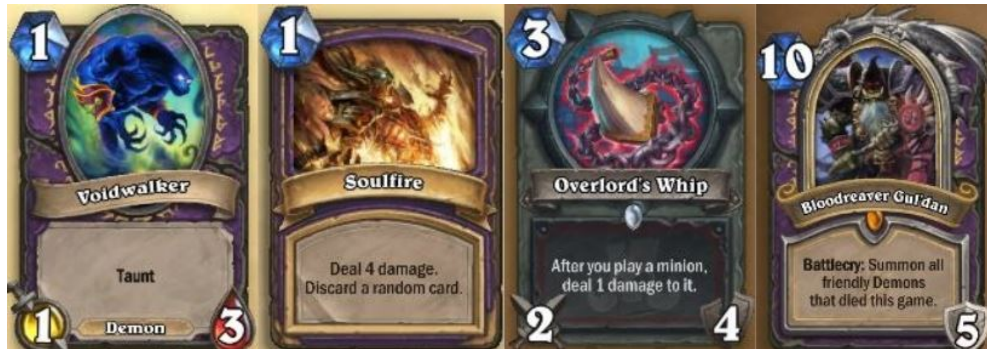 1
Voidwalker
Taunt
1
Demon
3
1
Soulfire
Deal 4 damage.
Discard a random card.
3
Overlord's Whip
After you play a minion,
deal 1 damage to it.
2
4
10
Bloodreaver Gul'dan
Battlecry: Summon all
friendly Demons
that died this game.
5